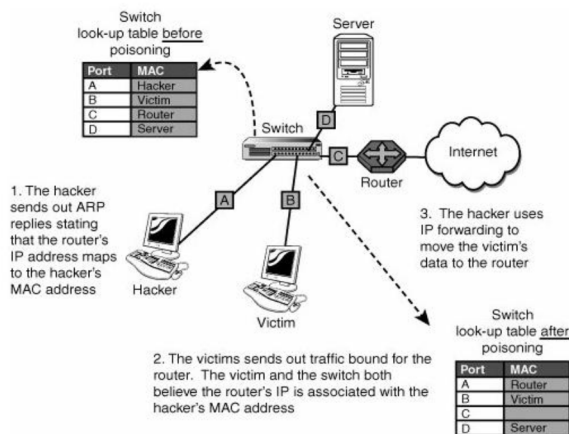 Switch
look-up table before
poisoning
Port MAC
A Hacker
B Victim
C Router
D Server
Server
D
Switch
C
Router
Internet
A
B
1. The hacker
sends out ARP
replies stating
that the router's
IP address maps
to the hacker's
MAC address
Hacker
Victim
3. The hacker uses
IP forwarding to
move the victim's
data to the router
2. The victims sends out traffic bound for the
router. The victim and the switch both
believe the router's IP is associated with the
hacker's MAC address
Switch
look-up table after
poisoning
Port MAC
A Router
B Victim
C
D Server